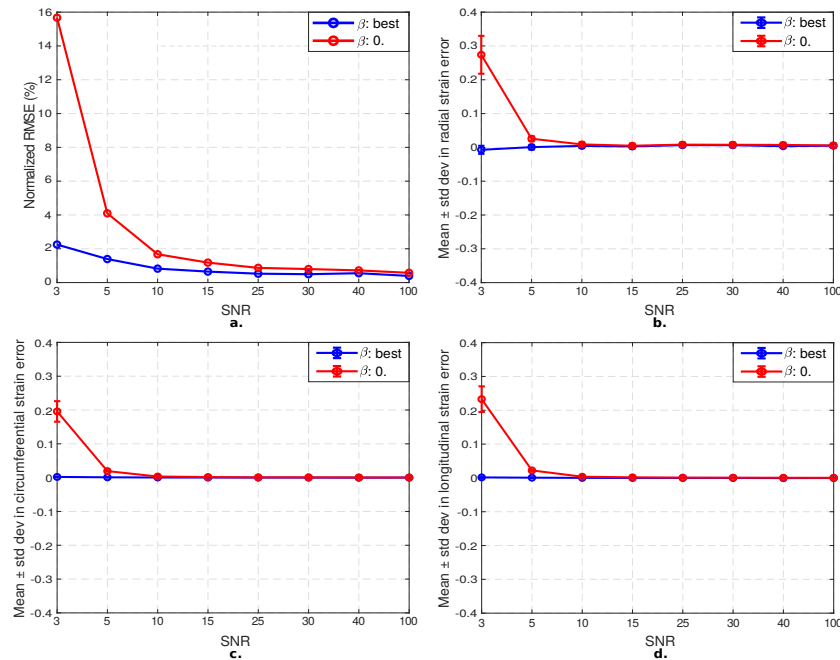 Normalized RMSE (%)
16
14
12
10
8
6
4
2
0
3 5 10 15 25 30 40 100
SNR
β: best
β: 0.
a.
Mean ± std dev in radial strain error
0.4
0.3
0.2
0.1
0
-0.1
-0.2
-0.3
-0.4
3 5 10 15 25 30 40 100
SNR
β: best
β: 0.
b.
Mean ± std dev in circumferential strain error
0.4
0.3
0.2
0.1
0
-0.1
-0.2
-0.3
-0.4
3 5 10 15 25 30 40 100
SNR
β: best
β: 0.
c.
Mean ± std dev in longitudinal strain error
0.4
0.3
0.2
0.1
0
-0.1
-0.2
-0.3
-0.4
3 5 10 15 25 30 40 100
SNR
β: best
β: 0.
d.